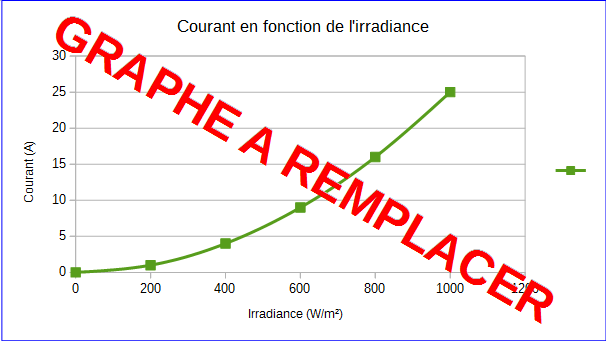 Courant en fonction de l'irradiance
GRAPHE A REMPLACER
30
25
20
15
10
5
0
Courant (A)
0 200 400 600 800 1000 1200
Irradiance (W/m²)